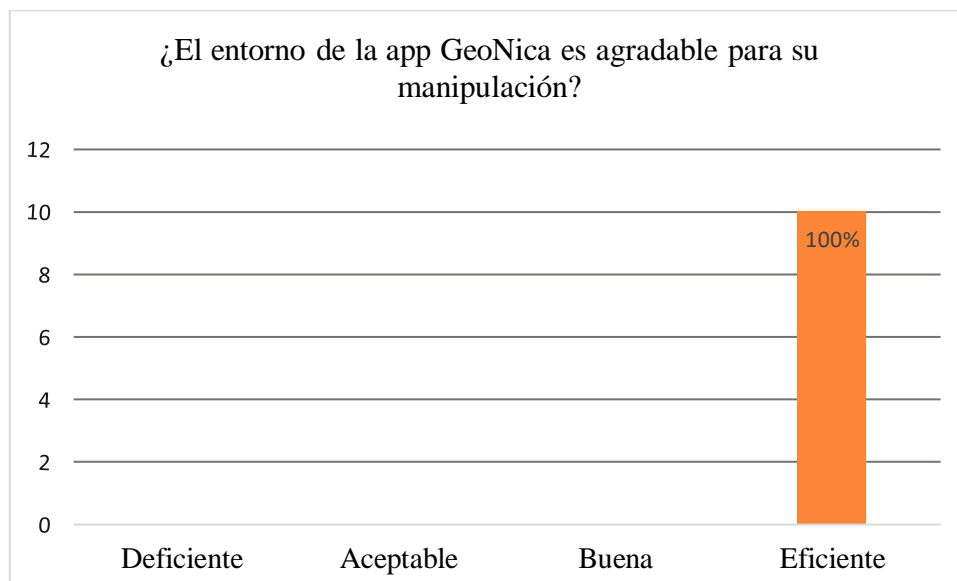 ¿El entorno de la app GeoNica es agradable para su
manipulación?
12
10
100%
8
6
4
2
0
Deficiente Aceptable Buena Eficiente